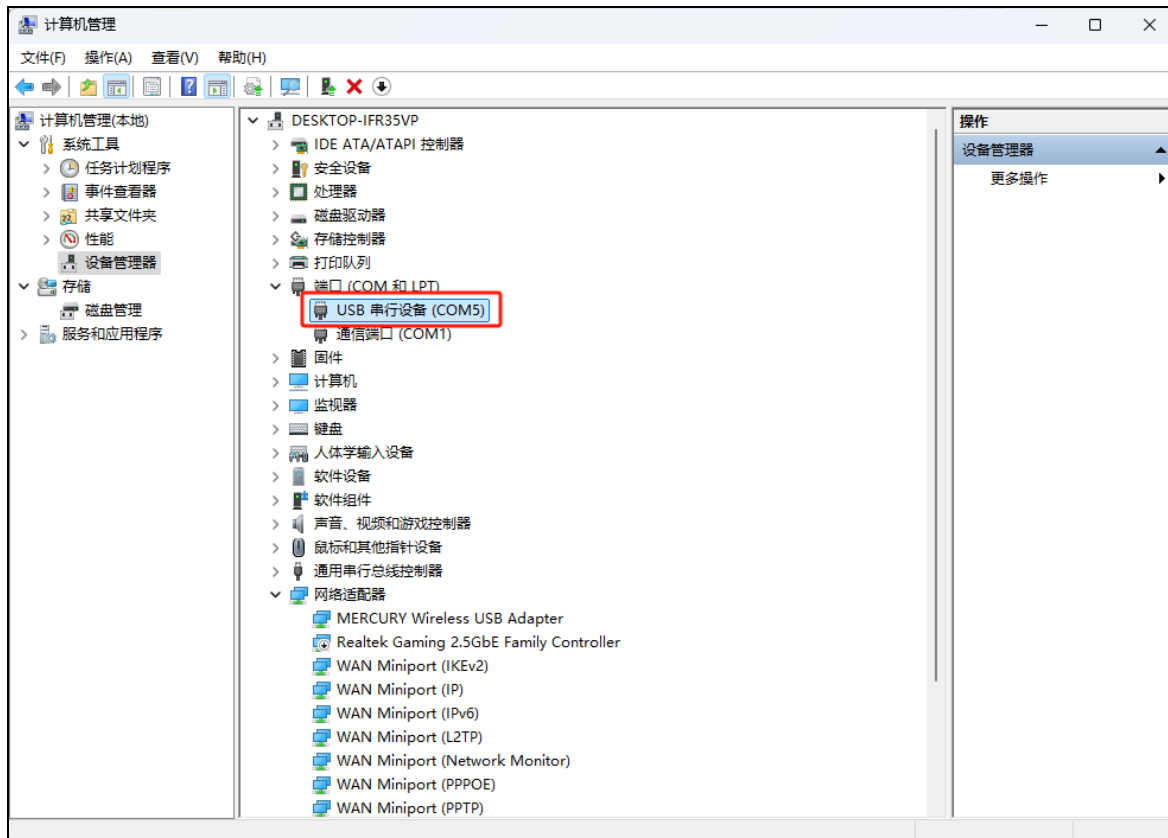 计算机管理
文件(F) 操作(A) 查看(V) 帮助(H)
计算机管理(本地)
系统工具
任务计划程序
事件查看器
共享文件夹
性能
设备管理器
存储
磁盘管理
服务和应用程序
DESKTOP-IFR35VP
IDE ATA/ATAPI 控制器
安全设备
处理器
磁盘驱动器
存储控制器
打印队列
端口 (COM 和 LPT)
USB 串行设备 (COM5)
通信端口 (COM1)
固件
计算机
监视器
键盘
人体学输入设备
软件设备
软件组件
声音、视频和游戏控制器
鼠标和其他指针设备
通用串行总线控制器
网络适配器
MERCURY Wireless USB Adapter
Realtek Gaming 2.5GbE Family Controller
WAN Miniport (IKEv2)
WAN Miniport (IP)
WAN Miniport (IPv6)
WAN Miniport (L2TP)
WAN Miniport (Network Monitor)
WAN Miniport (PPPOE)
WAN Miniport (PPTP)
操作
设备管理器
更多操作